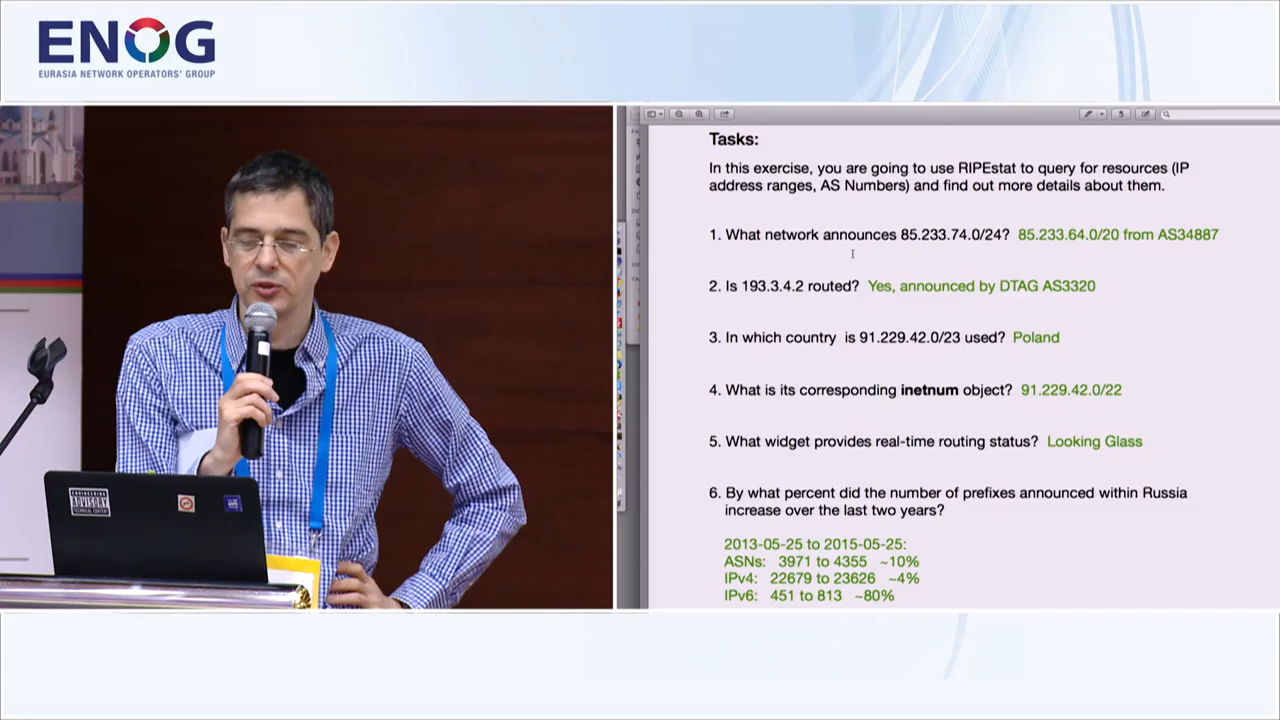 ENOG
EURASIA NETWORK OPERATORS' GROUP
Tasks:
In this exercise, you are going to use RIPEstat to query for resources (IP
address ranges, AS Numbers) and find out more details about them.
1. What network announces 85.233.74.0/24? 85.233.64.0/20 from AS34887
2. Is 193.3.4.2 routed? Yes, announced by DTAG AS3320
3. In which country is 91.229.42.0/23 used? Poland
4. What is its corresponding inetnum object? 91.229.42.0/22
5. What widget provides real-time routing status? Looking Glass
6. By what percent did the number of prefixes announced within Russia
increase over the last two years?
2013-05-25 to 2015-05-25:
ASNs: 3971 to 4355 ~10%
IPv4: 22679 to 23626 ~4%
IPv6: 451 to 813 ~80%
ADVISORY